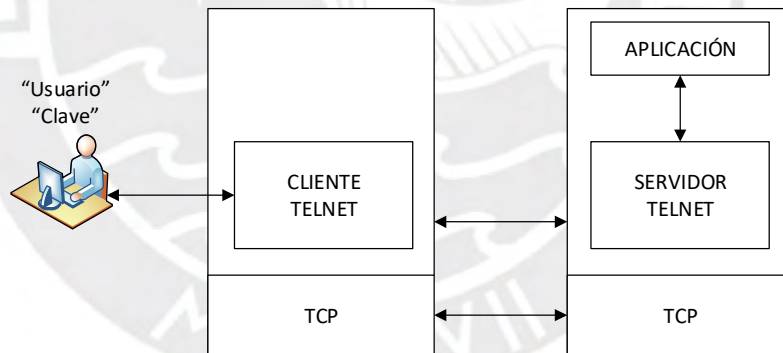 “Usuario”
“Clave”
CLIENTE
TELNET
TCP
APLICACIÓN
SERVIDOR
TELNET
TCP